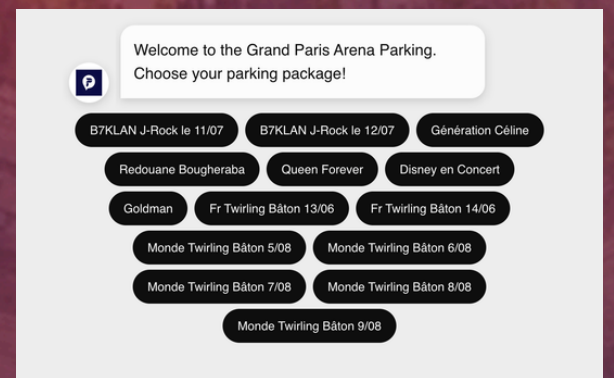 Welcome to the Grand Paris Arena Parking.
Choose your parking package!
B7KLAN J-Rock le 11/07
B7KLAN J-Rock le 12/07
Génération Céline
Redouane Bougheraba
Queen Forever
Disney en Concert
Goldman
Fr Twirling Bâton 13/06
Fr Twirling Bâton 14/06
Monde Twirling Bâton 5/08
Monde Twirling Bâton 6/08
Monde Twirling Bâton 7/08
Monde Twirling Bâton 8/08
Monde Twirling Bâton 9/08